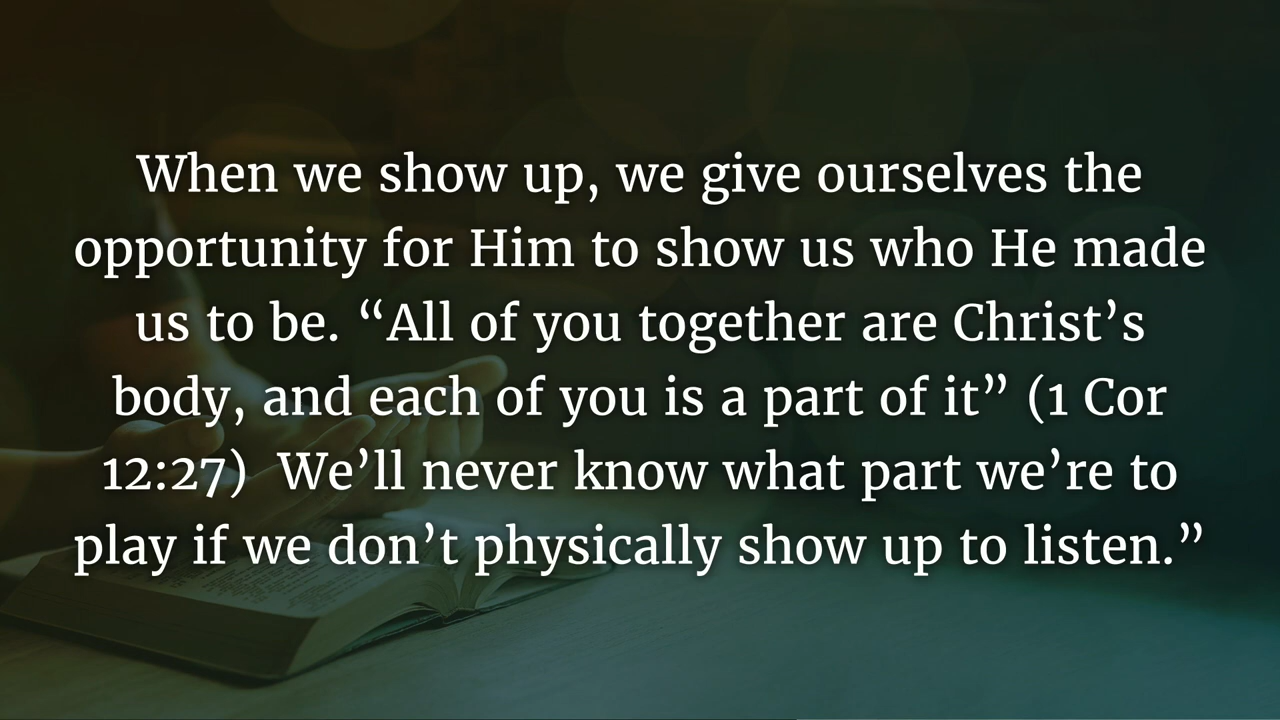 When we show up, we give ourselves the
opportunity for Him to show us who He made
us to be. “All of you together are Christ’s
body, and each of you is a part of it” (1 Cor
12:27)  We’ll never know what part we’re to
play if we don’t physically show up to listen.”